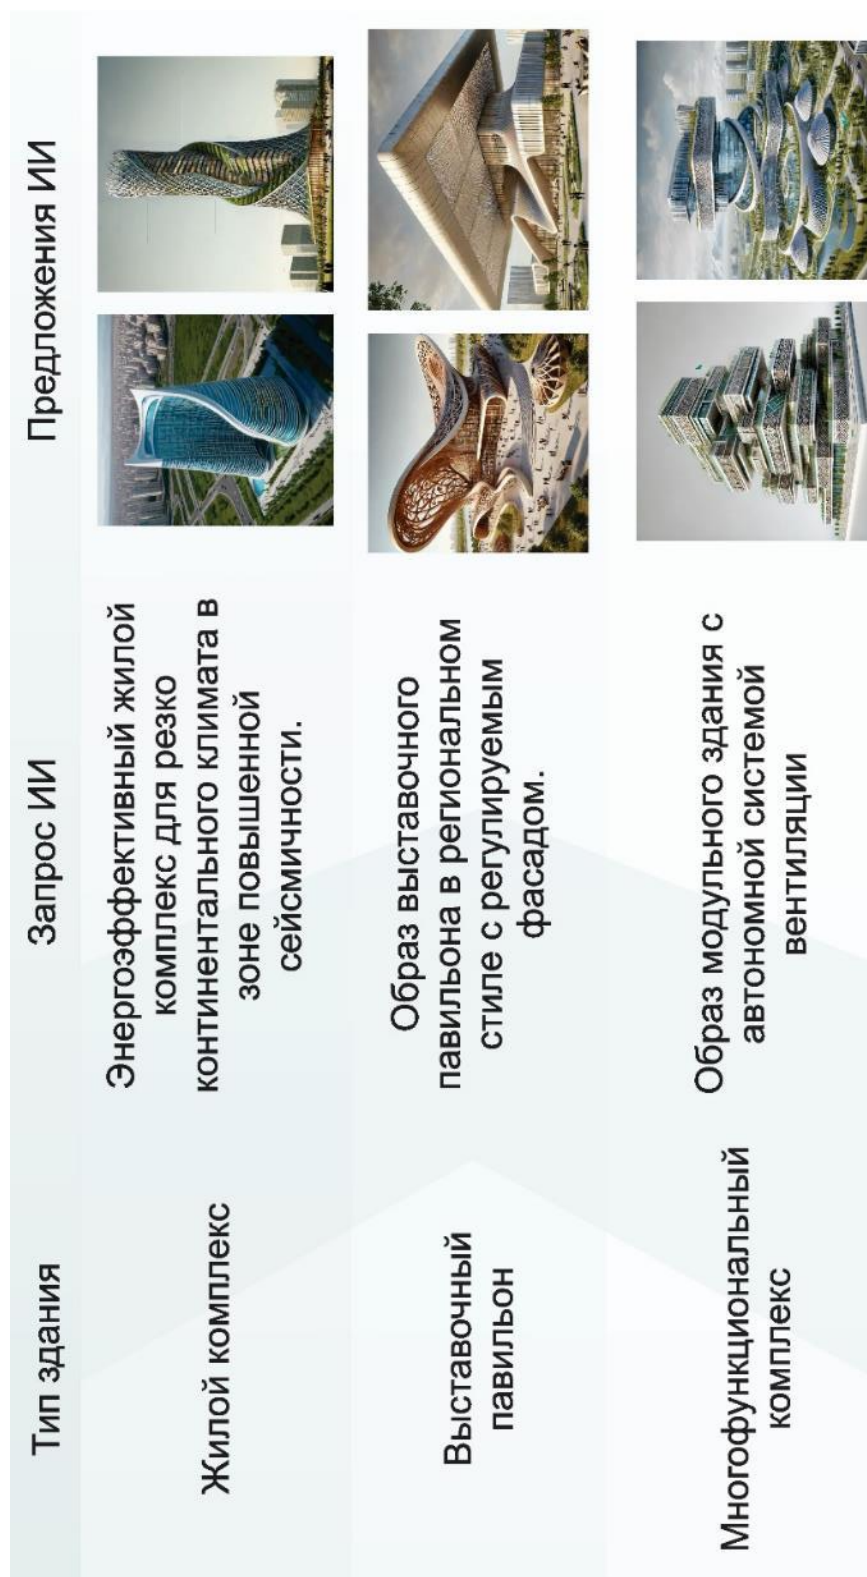 Тип здания
Запрос ИИ
Предложения ИИ
Жилой комплекс
Энергоэффективный жилой
комплекс для резко
континентального климата в
зоне повышенной
сейсмичности.
Выставочный
павильон
Образ выставочного
павильона в региональном
стиле с регулируемым
фасадом.
Многофункциональный
комплекс
Образ модульного здания с
автономной системой
вентиляции